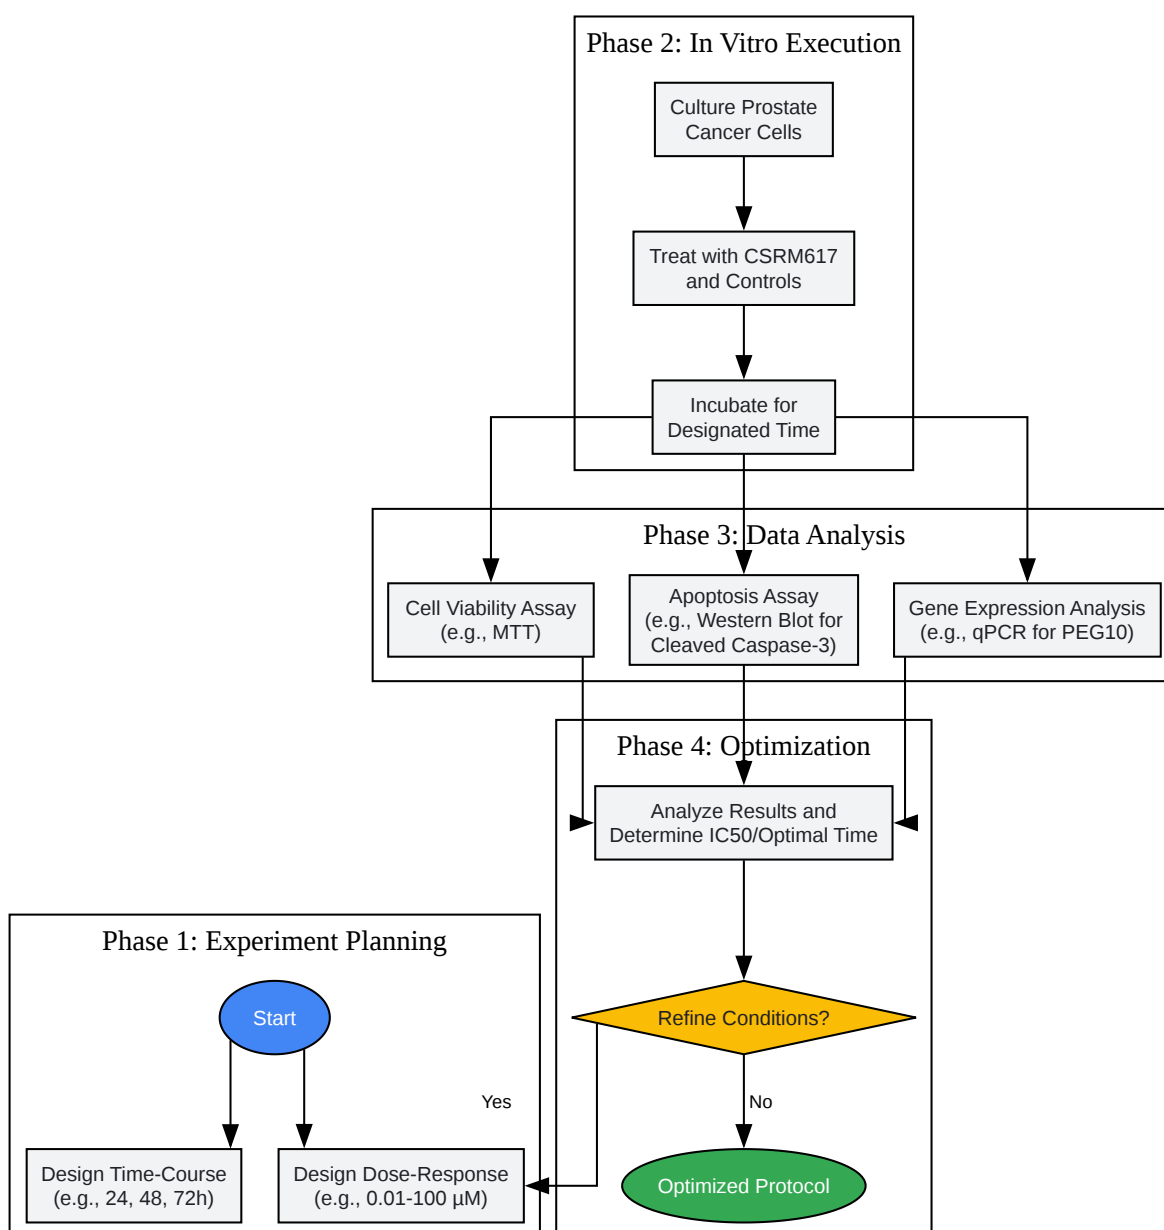 Phase 2: In Vitro Execution
Culture Prostate
Cancer Cells
Treat with CSRM617
and Controls
Incubate for
Designated Time
Phase 3: Data Analysis
Cell Viability Assay
(e.g., MTT)
Apoptosis Assay
(e.g., Western Blot for
Cleaved Caspase-3)
Gene Expression Analysis
(e.g., qPCR for PEG10)
Phase 4: Optimization
Analyze Results and
Determine IC50/Optimal Time
Refine Conditions?
Yes
No
Optimized Protocol
Phase 1: Experiment Planning
Start
Design Time-Course
(e.g., 24, 48, 72h)
Design Dose-Response
(e.g., 0.01-100 µM)